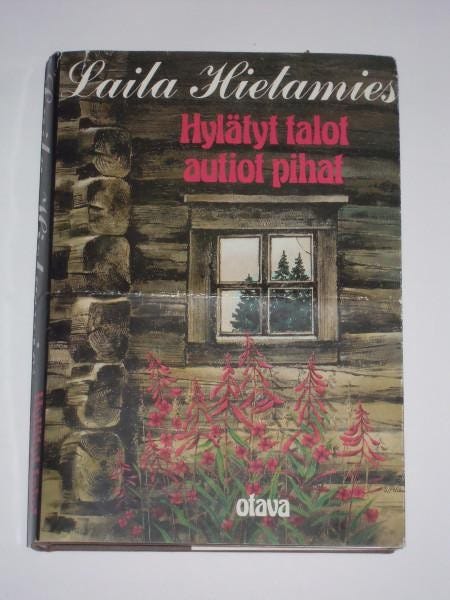 Laila Hietamies
Hylätyt talot
autiot pihat
otava